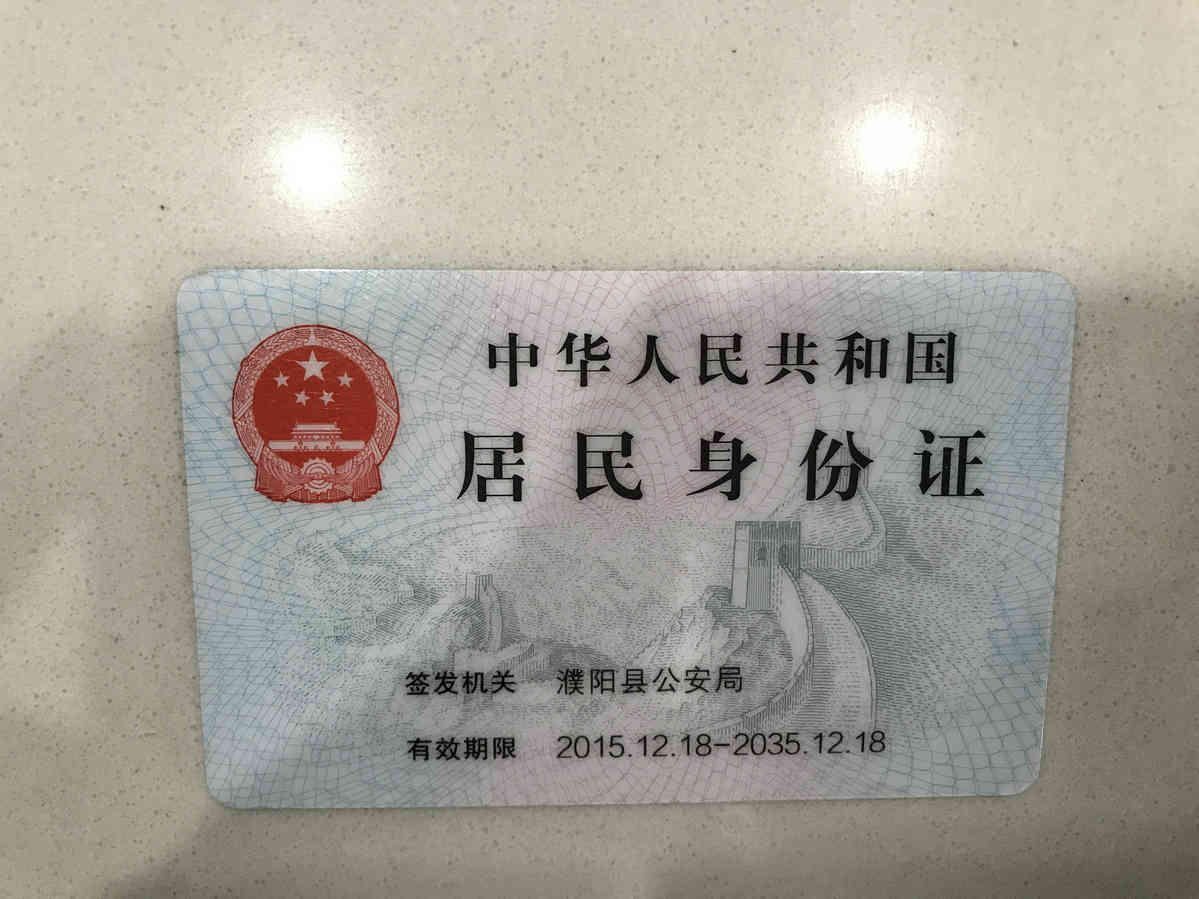 中华人民共和国
居民身份证
签发机关 濮阳县公安局
有效期限 2015.12.18-2035.12.18